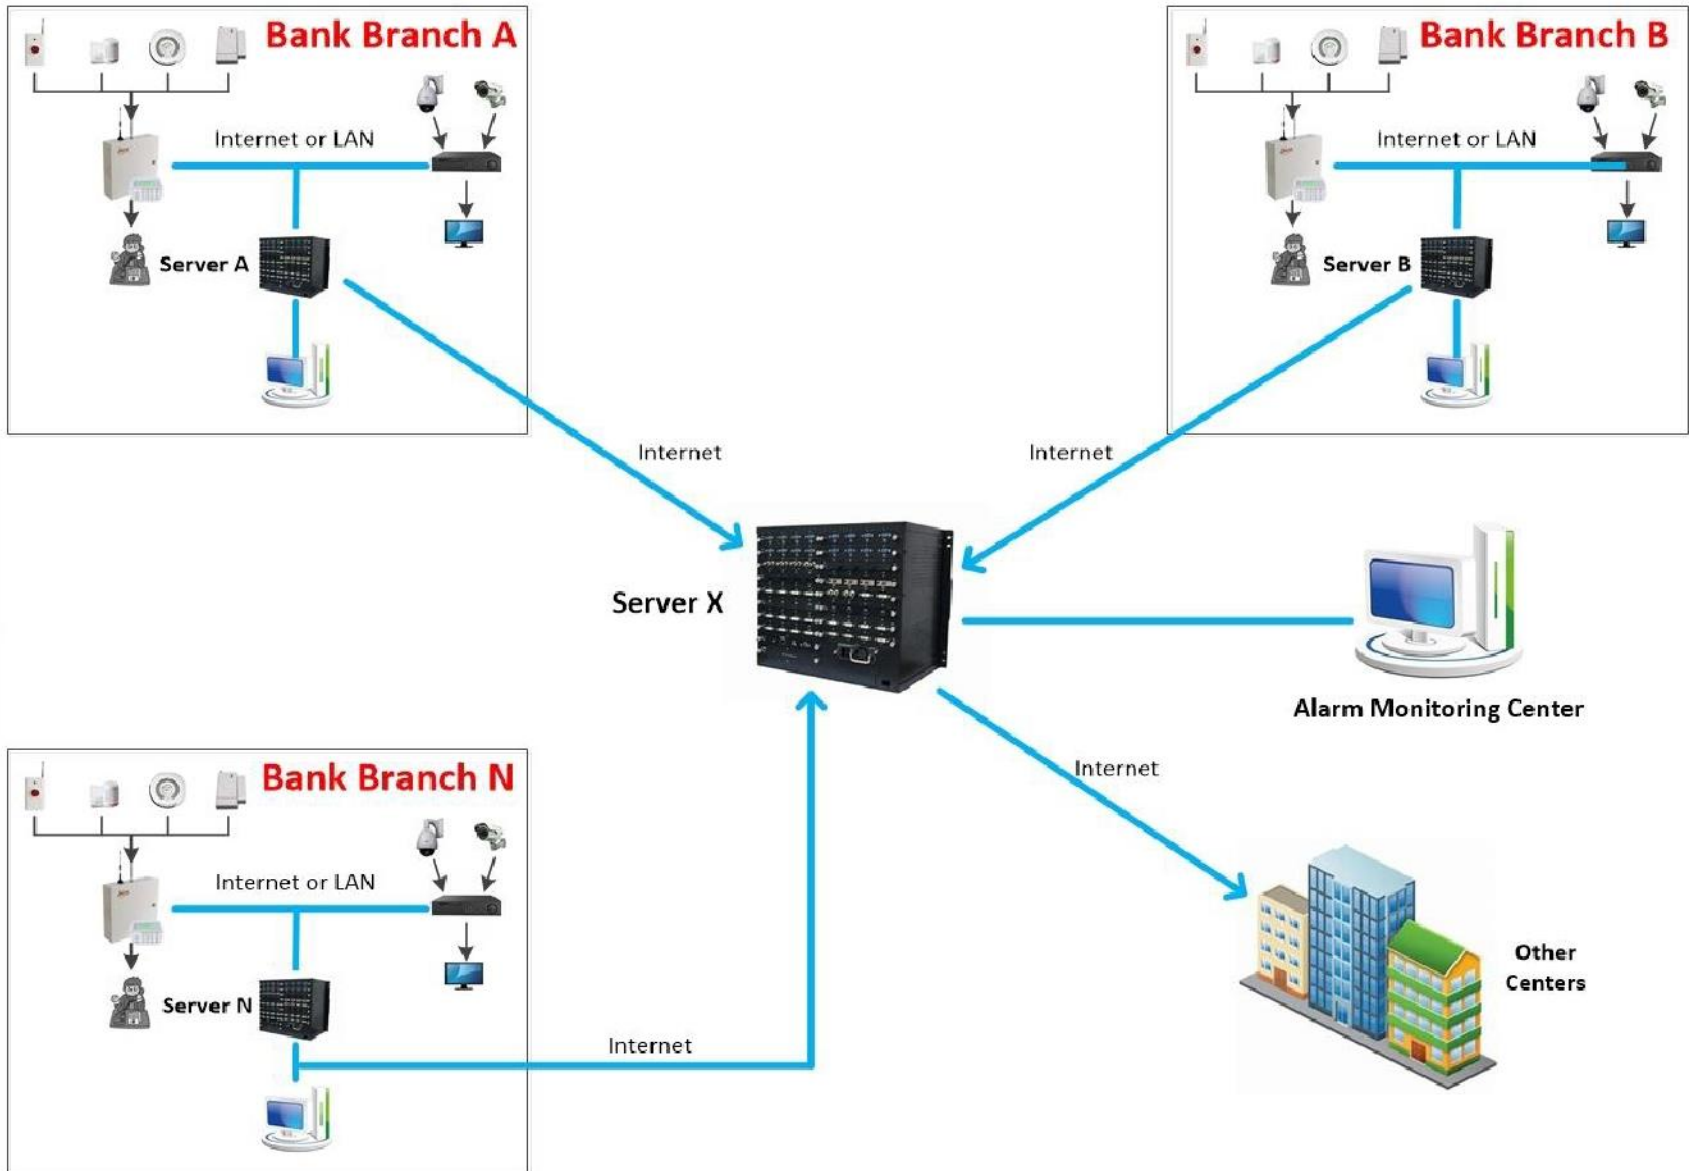 Bank Branch A
Bank Branch B
Internet or LAN
Internet or LAN
Server A
Server B
Internet
Internet
Server X
Alarm Monitoring Center
Bank Branch N
Internet
Internet or LAN
Other
Centers
Server N
Internet